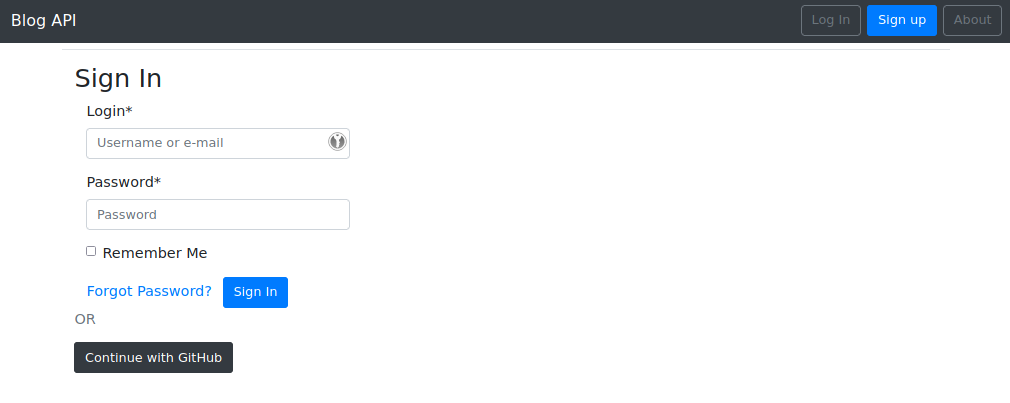 Blog API Log In Sign up About
Sign In
Login*
Username or e-mail
Password*
Password
Remember Me
Forgot Password? Sign In
OR
Continue with GitHub